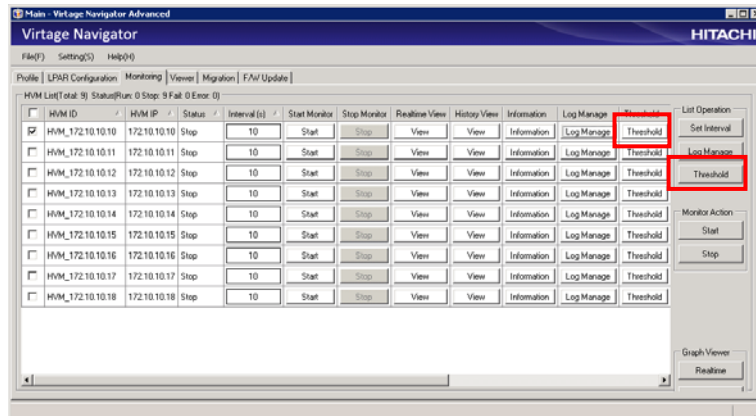 Main - Virtage Navigator Advanced
Virtage Navigator HITACHI
File(F) Setting(S) Help(H)
Profile LPAR Configuration Monitoring Viewer Migration F/W Update
HVM List(Total: 9) Status(Run: 0 Stop: 9 Fail: 0 Error: 0)
HVM ID HVM IP Status Interval (s) Start Monitor Stop Monitor Realtime View History View Information Log Manage
HVM_172.10.10.10 172.10.10.10 Stop 10 Start Stop View View Information Log Manage Threshold
HVM_172.10.10.11 172.10.10.11 Stop 10 Start Stop View View Information Log Manage Threshold
HVM_172.10.10.12 172.10.10.12 Stop 10 Start Stop View View Information Log Manage Threshold
HVM_172.10.10.13 172.10.10.13 Stop 10 Start Stop View View Information Log Manage Threshold
HVM_172.10.10.14 172.10.10.14 Stop 10 Start Stop View View Information Log Manage Threshold
HVM_172.10.10.15 172.10.10.15 Stop 10 Start Stop View View Information Log Manage Threshold
HVM_172.10.10.16 172.10.10.16 Stop 10 Start Stop View View Information Log Manage Threshold
HVM_172.10.10.17 172.10.10.17 Stop 10 Start Stop View View Information Log Manage Threshold
HVM_172.10.10.18 172.10.10.18 Stop 10 Start Stop View View Information Log Manage Threshold
List Operation
Set Interval
Log Manage
Threshold
Monitor Action
Start
Stop
Graph Viewer
Realtime